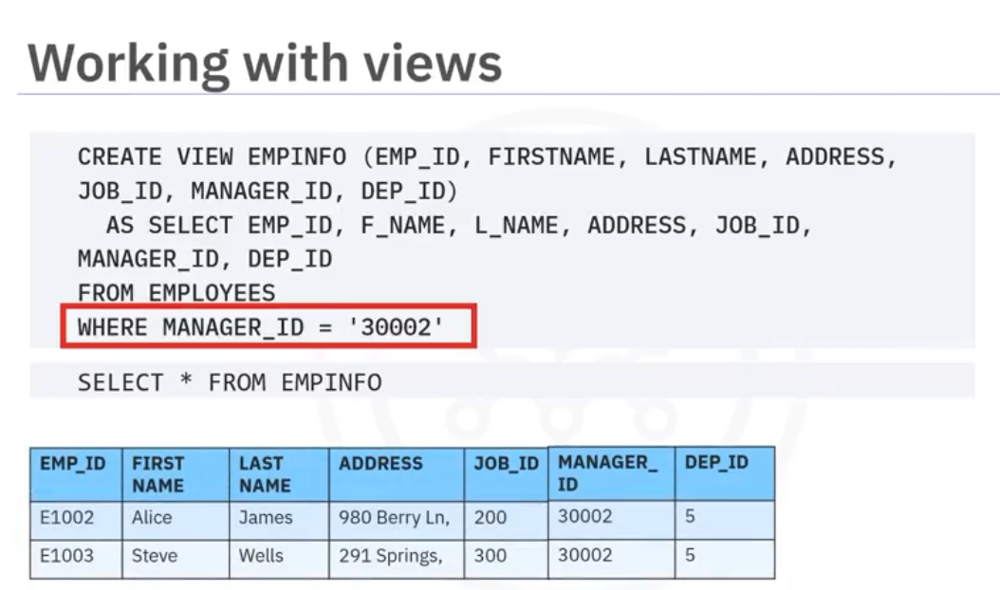 Working with views
CREATE VIEW EMPINFO (EMP_ID, FIRSTNAME, LASTNAME, ADDRESS,
JOB_ID, MANAGER_ID, DEP_ID)
AS SELECT EMP_ID, F_NAME, L_NAME, ADDRESS, JOB_ID,
MANAGER_ID, DEP_ID
FROM EMPLOYEES
WHERE MANAGER_ID = '30002'
SELECT * FROM EMPINFO
EMP_ID FIRST NAME LAST NAME ADDRESS JOB_ID MANAGER_ ID DEP_ID
E1002 Alice James 980 Berry Ln, 200 30002 5
E1003 Steve Wells 291 Springs, 300 30002 5